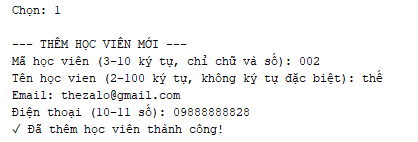 Chọn: 1
--- THÊM HỌC VIÊN MỚI ---
Mã học viên (3-10 ký tự, chỉ chữ và số): 002
Tên học vien (2-100 ký tự, không ký tự đặc biệt): thế
Email: thezalo@gmail.com
Điện thoại (10-11 số): 09888888828
✓ Đã thêm học viên thành công!